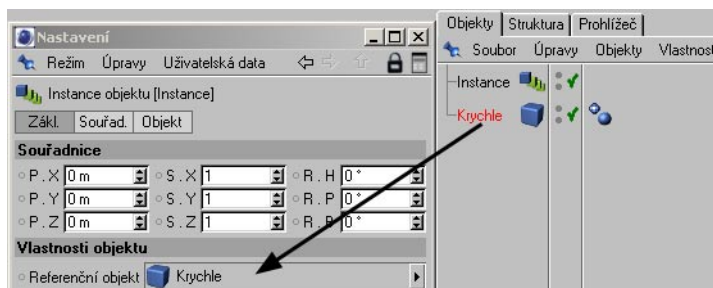 Nastavení
Režim Úpravy Uživatelská data
Instance objektu [Instance]
Zákl. Souřad. Objekt
Souřadnice
P . X 0 m S . X 1 R . H 0 °
P . Y 0 m S . Y 1 R . P 0 °
P . Z 0 m S . Z 1 R . B 0 °
Vlastnosti objektu
Referenční objekt Krychle
Objekty Struktura Prohlížeč
Soubor Úpravy Objekty Vlastnost
Instance
Krychle